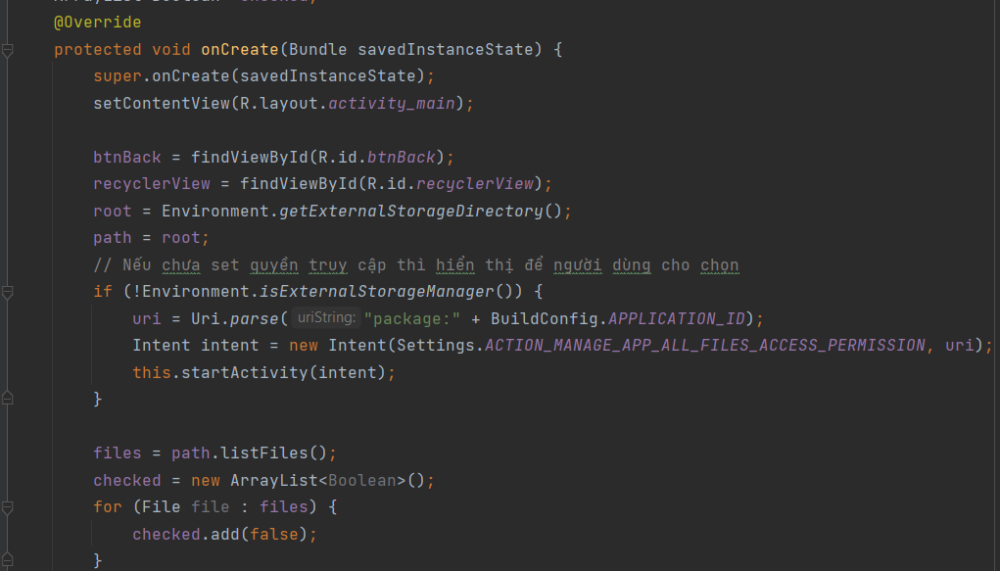 @Override
protected void onCreate(Bundle savedInstanceState) {
super.onCreate(savedInstanceState);
setContentView(R.layout.activity_main);
btnBack = findViewById(R.id.btnBack);
recyclerView = findViewById(R.id.recyclerView);
root = Environment.getExternalStorageDirectory();
path = root;
// Nếu chưa set quyền truy cập thì hiển thị để người dùng cho chọn
if (!Environment.isExternalStorageManager()) {
uri = Uri.parse( uriString: "package:" + BuildConfig.APPLICATION_ID);
Intent intent = new Intent(Settings.ACTION_MANAGE_APP_ALL_FILES_ACCESS_PERMISSION, uri);
this.startActivity(intent);
}
files = path.listFiles();
checked = new ArrayList<Boolean>();
for (File file : files) {
checked.add(false);
}